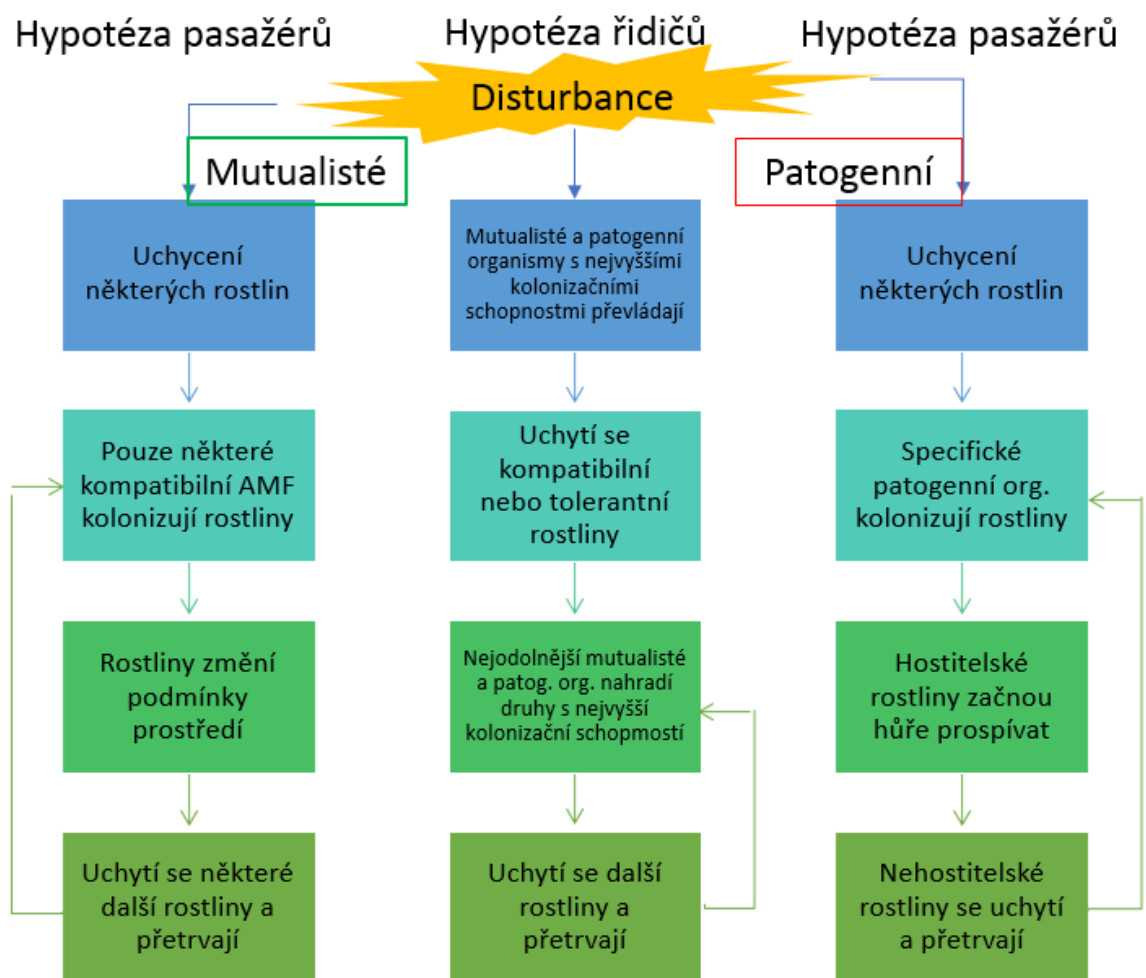 Hypotéza pasažérů
Hypotéza řidičů
Hypotéza pasažérů
Disturbance
Mutualisté
Patogenní
Uchycení
některých rostlin
Mutualisté a patogenní
organismy s nejvyššími
kolonizačními
schopnostmi převládají
Uchycení
některých rostlin
Pouze některé
kompatibilní AMF
kolonizují rostliny
Uchytí se
kompatibilní
nebo tolerantní
rostliny
Specifické
patogenní org.
kolonizují rostliny
Rostliny změní
podmínky
prostředí
Nejodolnější mutualisté
a patog. org. nahradí
druhy s nejvyšší
kolonizační schopmostí
Hostitelské
rostliny začnou
hůře prospívat
Uchytí se některé
další rostliny a
přetrvají
Uchytí se další
rostliny a
přetrvají
Nehostitelské
rostliny se uchytí
a přetrvají